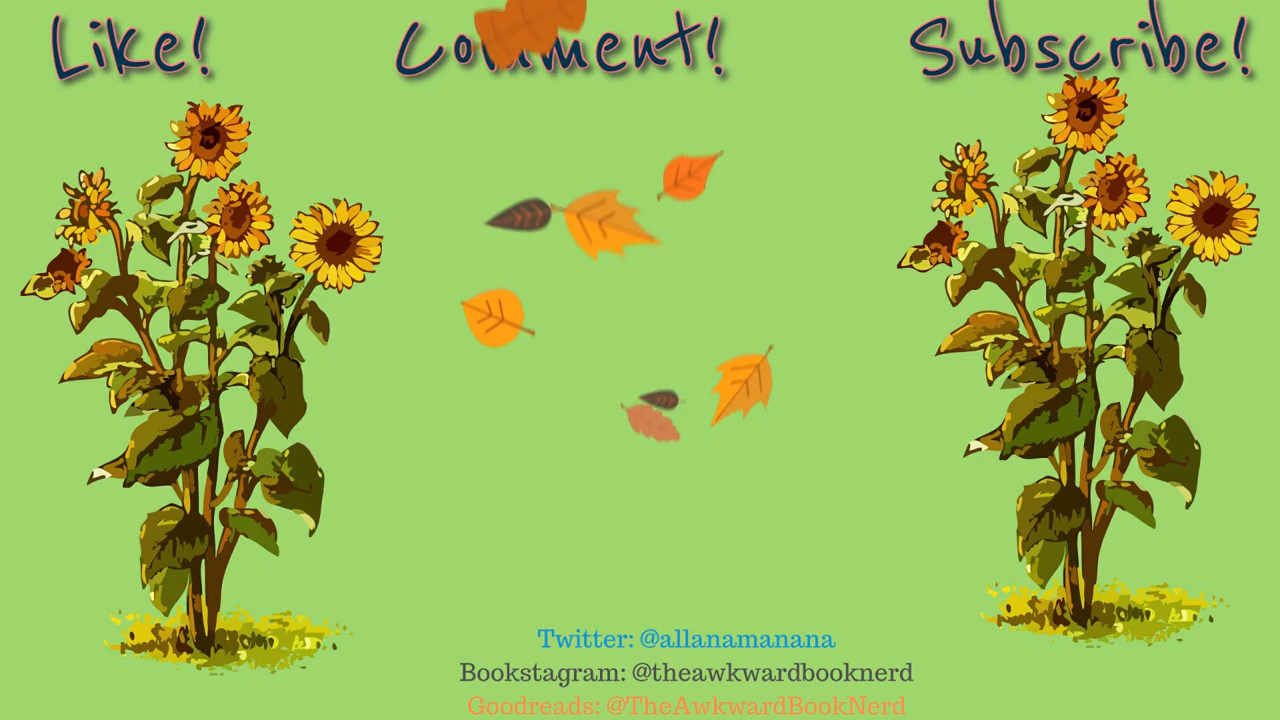 Like! Comment! Subscribe!
Twitter: @allanamanana
Bookstagram: @theawkwardbooknerd
Goodreads: @TheAwkwardBookNerd